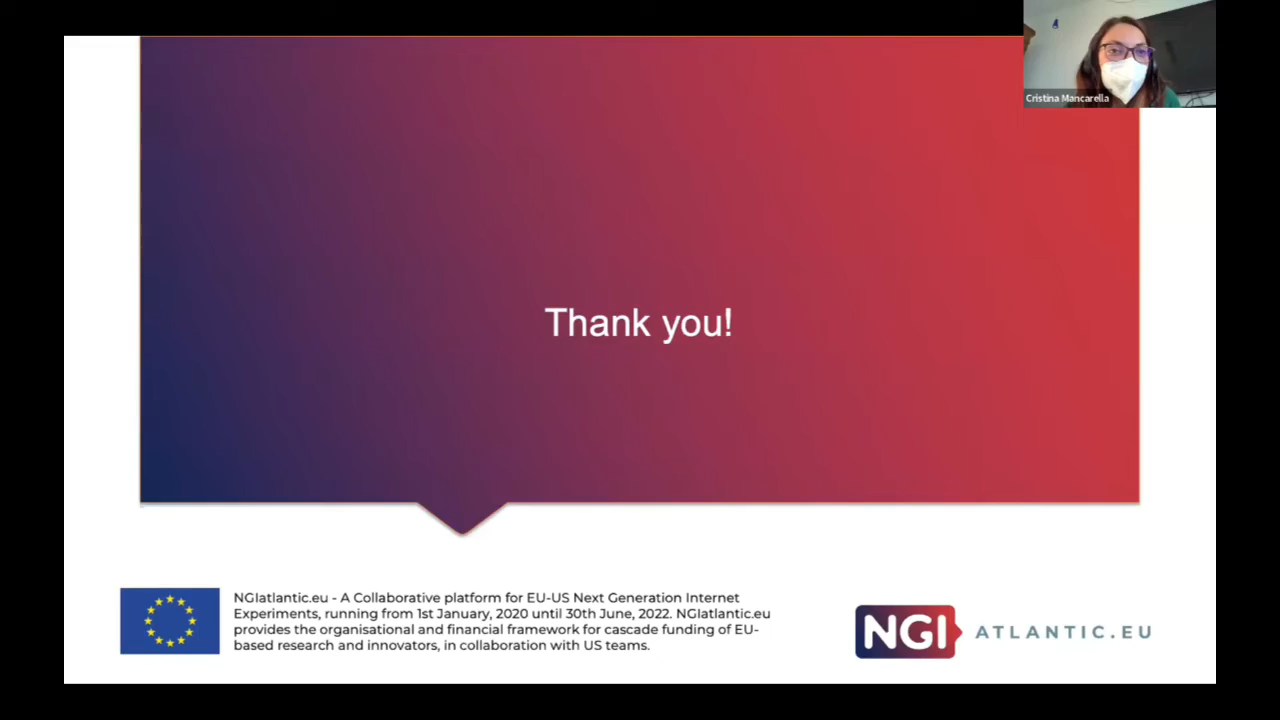 Cristina Mancarella
Thank you!
NGIatlantic.eu - A Collaborative platform for EU-US Next Generation Internet
Experiments, running from 1st January, 2020 until 30th June, 2022. NGIatlantic.eu
provides the organisational and financial framework for cascade funding of EU-
based research and innovators, in collaboration with US teams.
NGI ATLANTIC.EU